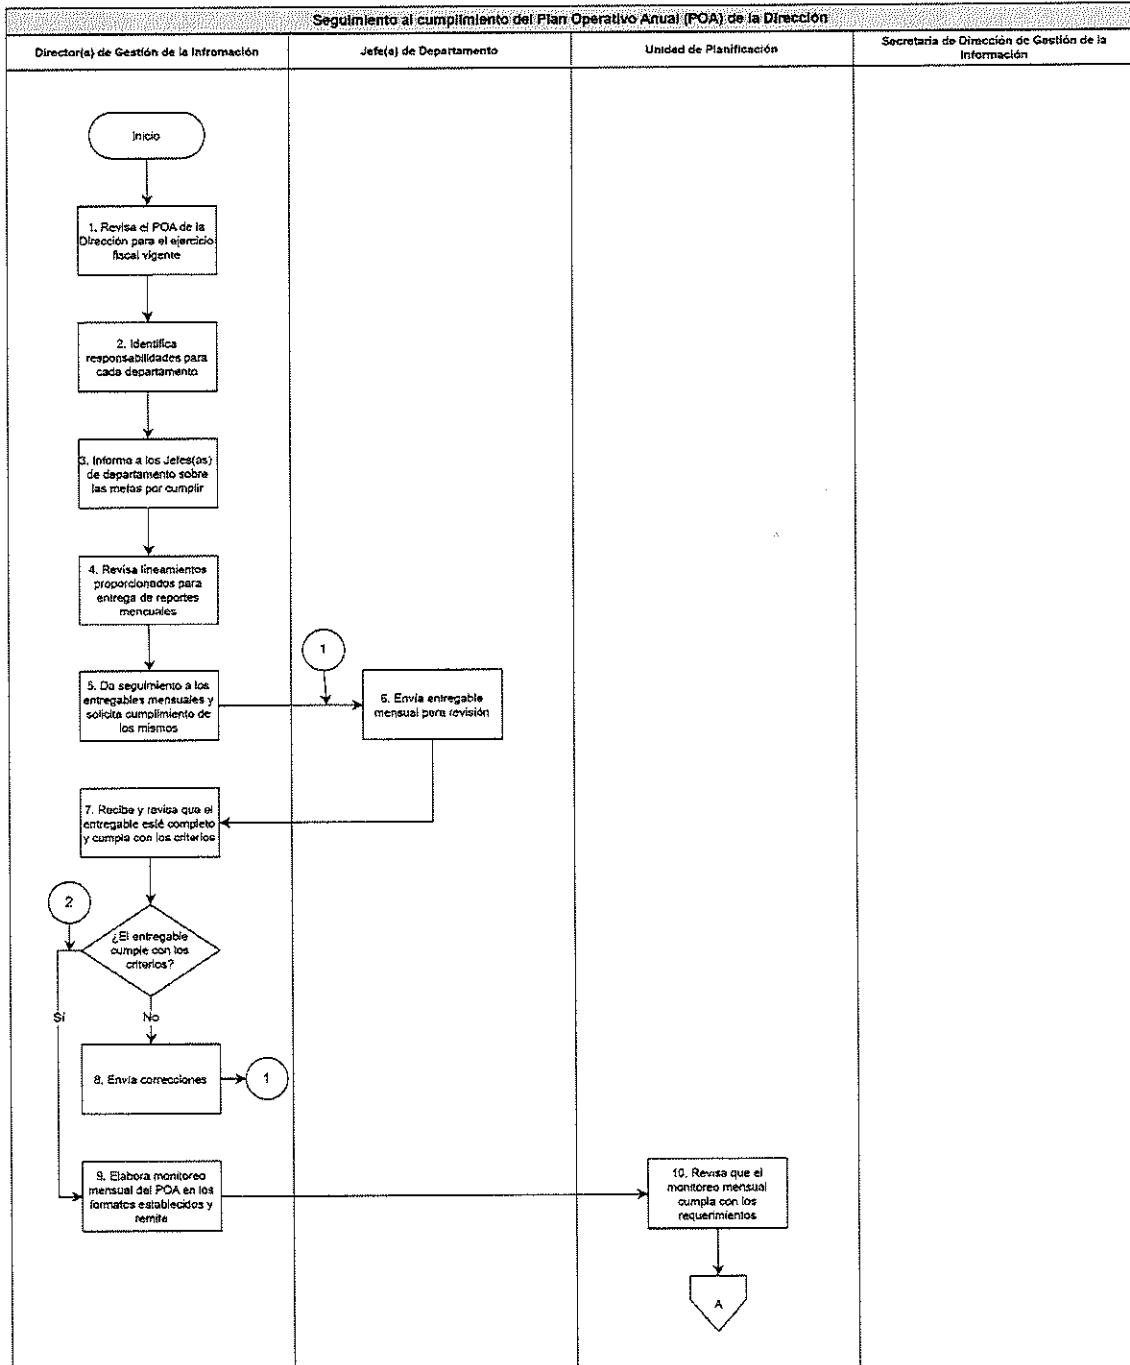 Seguimiento al cumplimiento del Plan Operativo Anual (POA) de la Dirección
Director(a) de Gestión de la Infromación
Jefe(a) de Departamento
Unidad de Planificación
Secretaria de Dirección de Gestión de la
Información
Inicio
1. Revisa el POA de la
Dirección para el ejercicio
fiscal vigente
2. Identifica
responsabilidades para
cada departamento
3. Informa a los Jefes(as)
de departamento sobre
las metas por cumplir
4. Revisa lineamientos
proporcionados para
entrega de reportes
mencuales
1
5. Da seguimiento a los
entregables mensuales y
solicita cumplimiento de
los mismos
6. Envía entregable
mensual para revisión
7. Recibe y revisa que el
entregable esté completo
y cumpla con los criterios
2
¿El entregable
cumple con los
criterios?
Sí
No
8. Envía correcciones
1
9. Elabora monitoreo
mensual del POA en los
formatos establecidos y
remite
10. Revisa que el
monitoreo mensual
cumpla con los
requerimientos
A